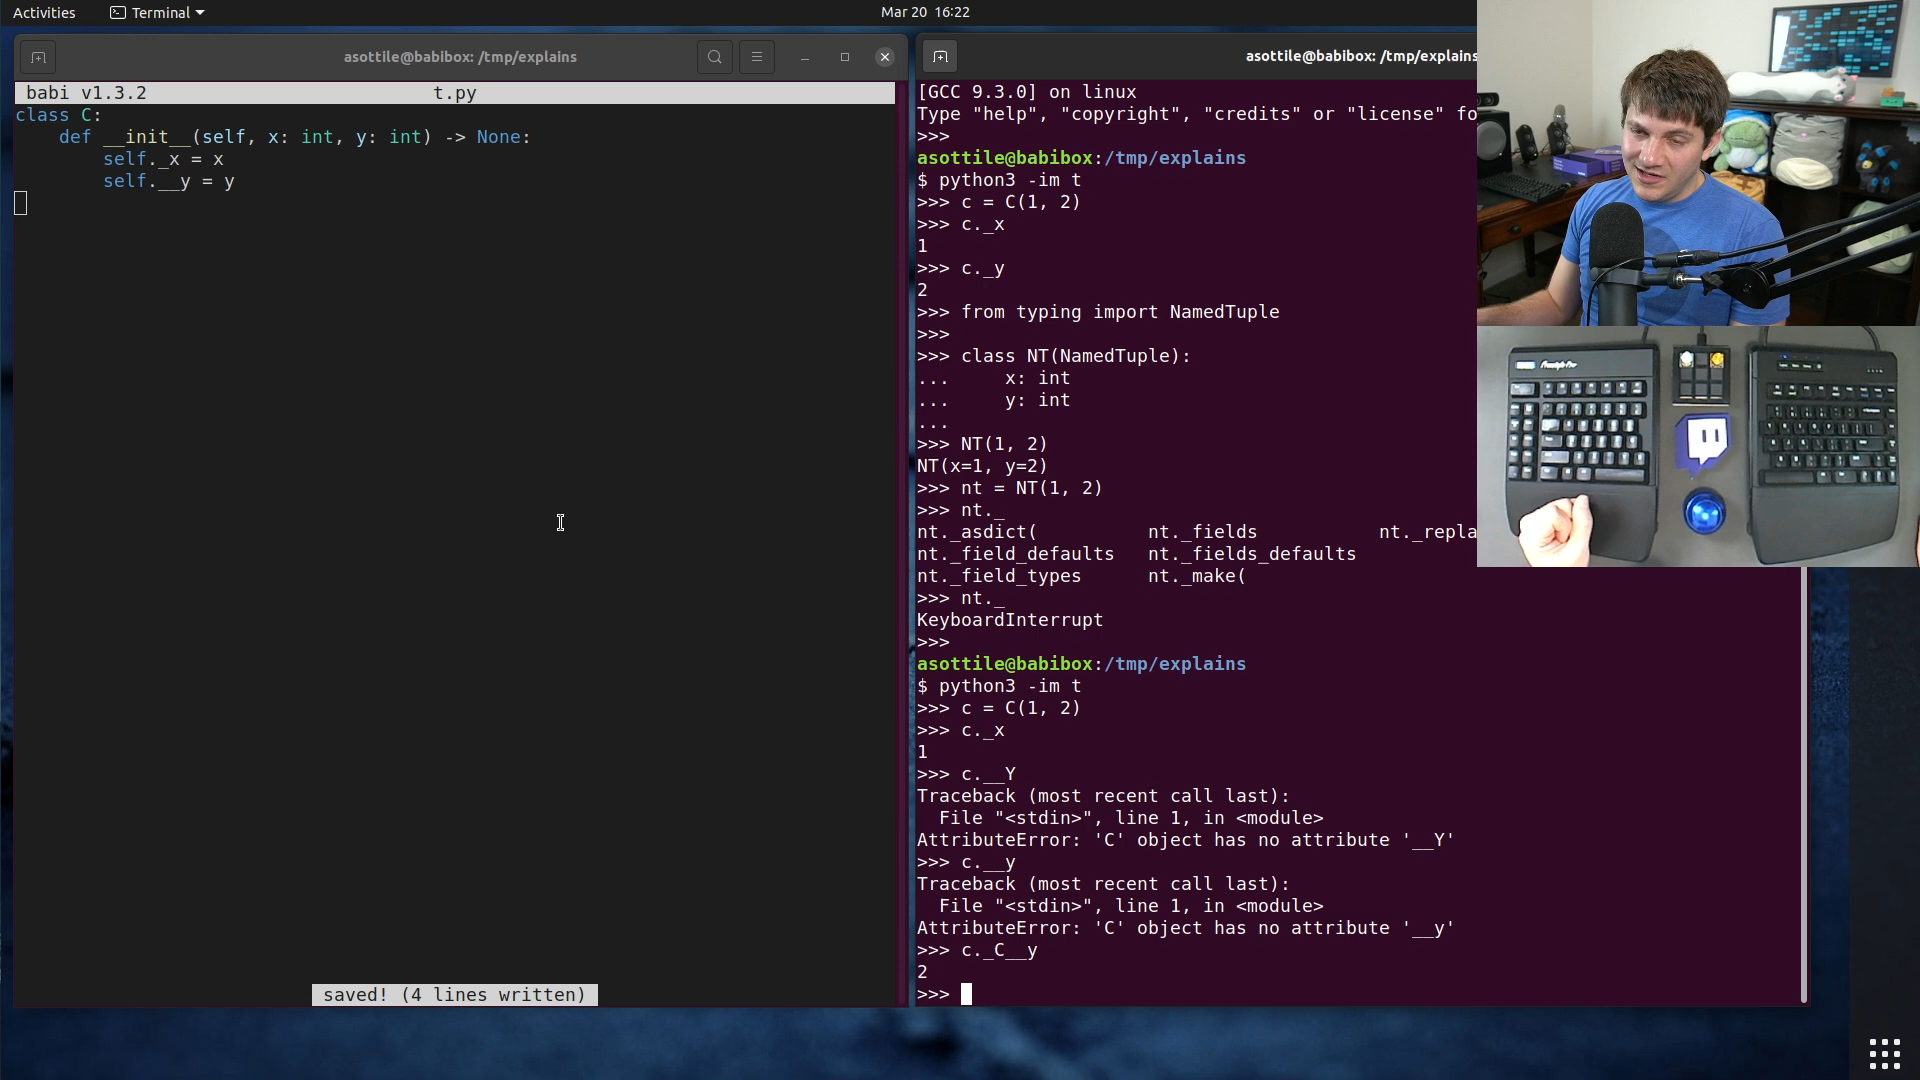 Activities
Terminal
Mar 20 16:22
asottile@babibox: /tmp/explains
babi v1.3.2 t.py
class C:
    def __init__(self, x: int, y: int) -> None:
        self._x = x
        self.__y = y
saved! (4 lines written)
asottile@babibox: /tmp/explains
[GCC 9.3.0] on linux
Type "help", "copyright", "credits" or "license" fo
>>>
asottile@babibox:/tmp/explains
$ python3 -im t
>>> c = C(1, 2)
>>> c._x
1
>>> c._y
2
>>> from typing import NamedTuple
>>>
>>> class NT(NamedTuple):
...     x: int
...     y: int
...
>>> NT(1, 2)
NT(x=1, y=2)
>>> nt = NT(1, 2)
>>> nt._
nt._asdict(          nt._fields           nt._repla
nt._field_defaults   nt._fields_defaults
nt._field_types      nt._make(
>>> nt._
KeyboardInterrupt
>>>
asottile@babibox:/tmp/explains
$ python3 -im t
>>> c = C(1, 2)
>>> c._x
1
>>> c.__Y
Traceback (most recent call last):
  File "<stdin>", line 1, in <module>
AttributeError: 'C' object has no attribute '__Y'
>>> c.__y
Traceback (most recent call last):
  File "<stdin>", line 1, in <module>
AttributeError: 'C' object has no attribute '__y'
>>> c._C__y
2
>>>